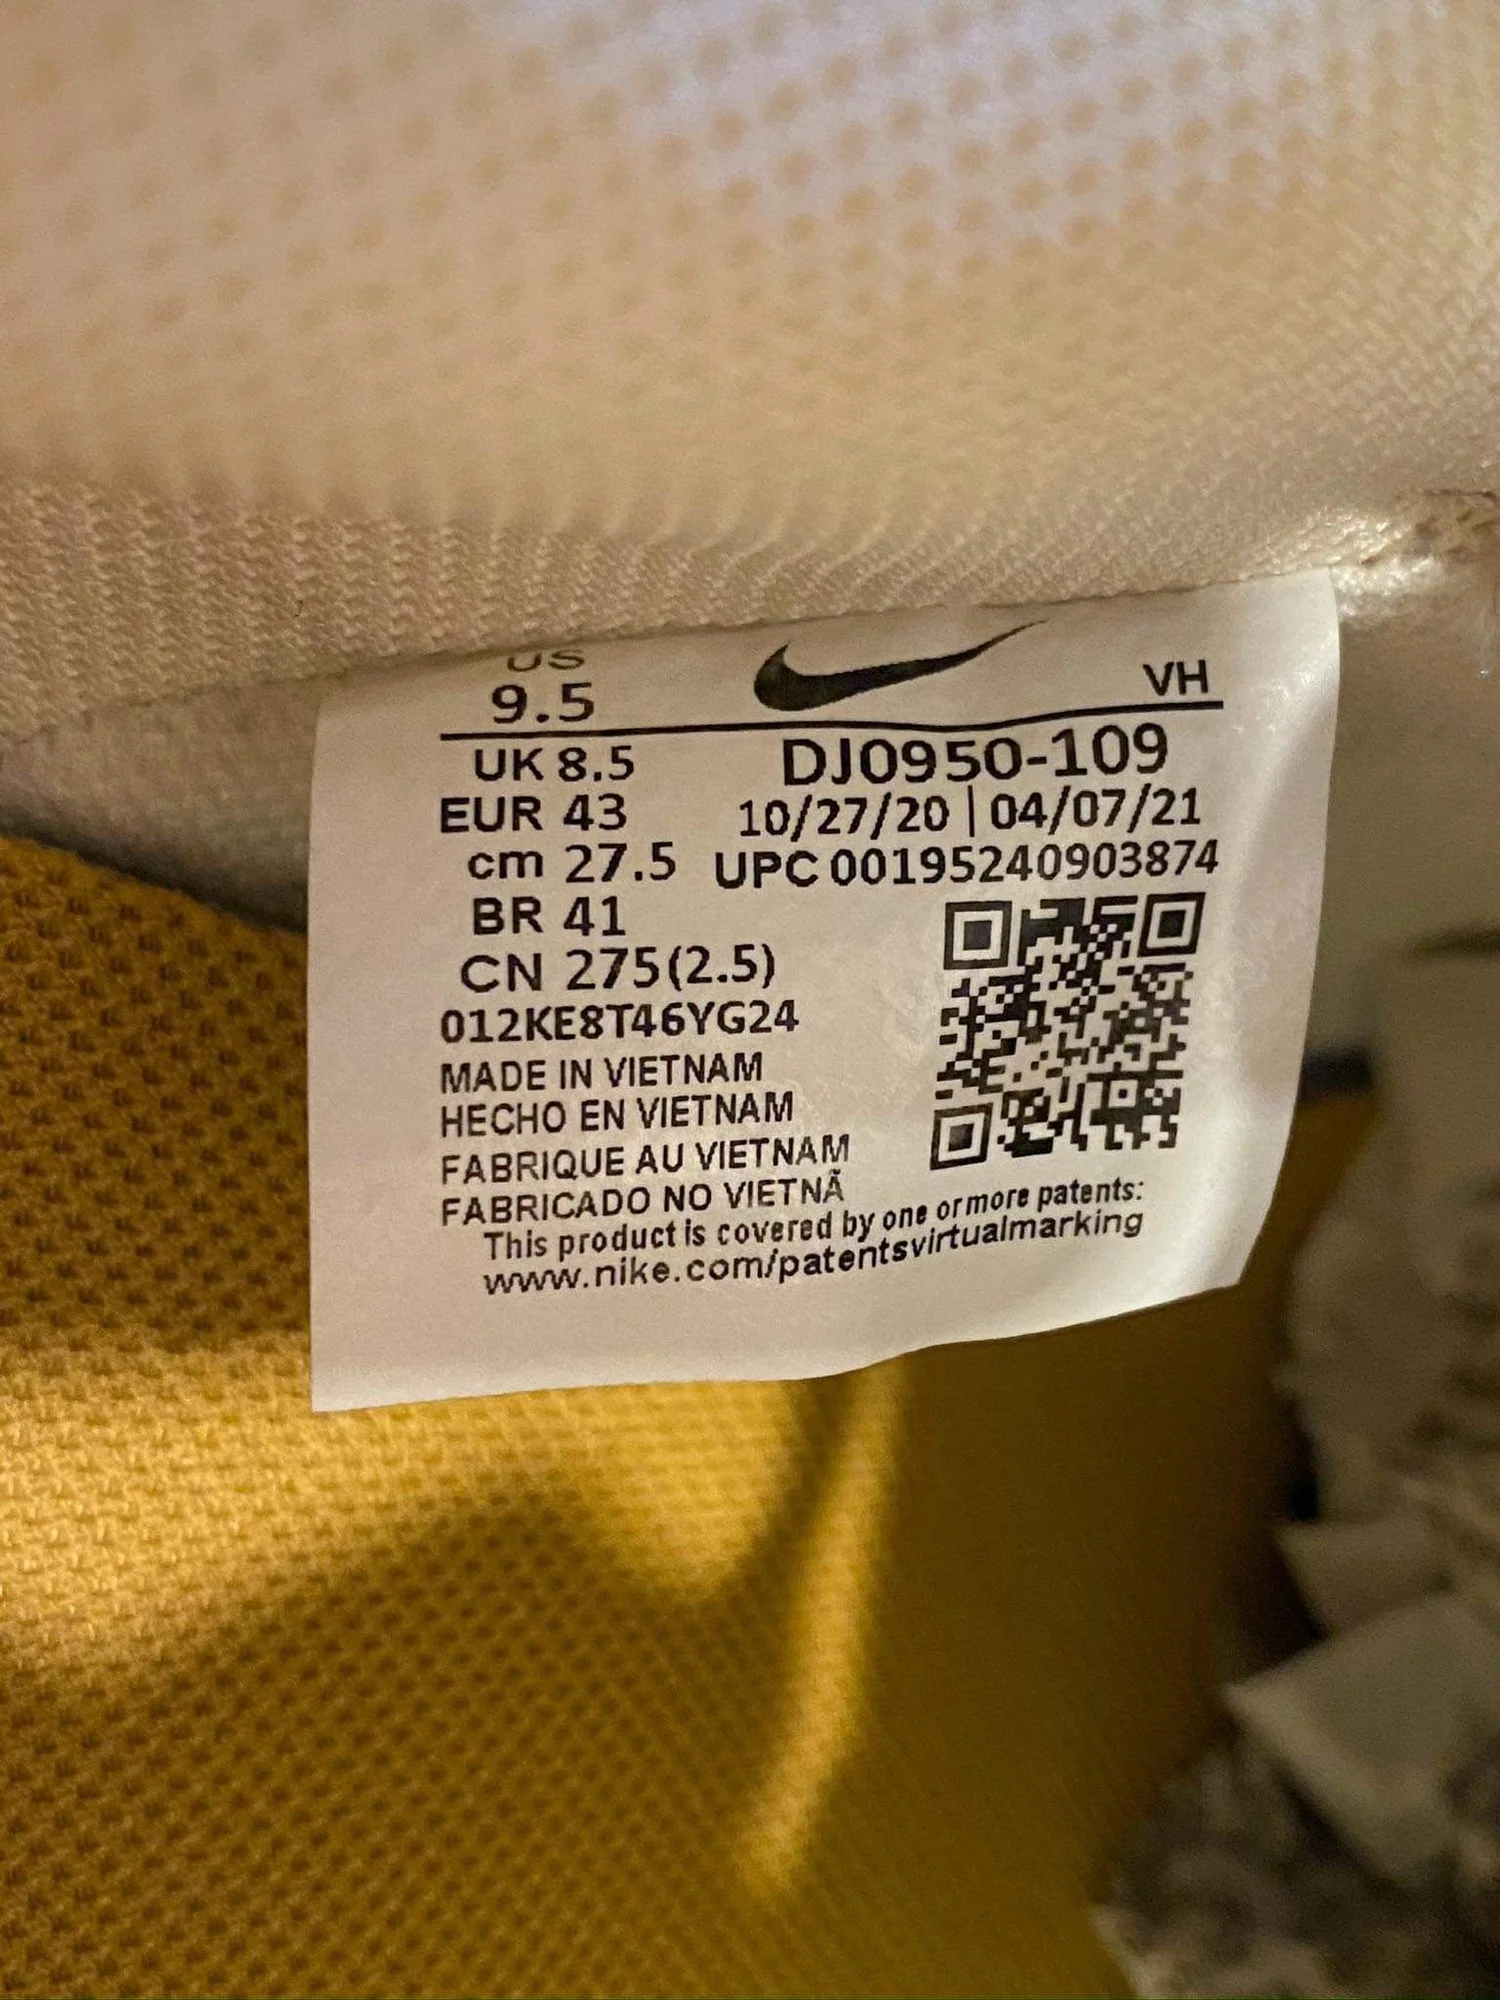 US
9.5
VH
UK 8.5
DJ0950-109
EUR 43
10/27/20 | 04/07/21
cm 27.5
UPC 00195240903874
BR 41
CN 275(2.5)
012KE8T46YG24
MADE IN VIETNAM
HECHO EN VIETNAM
FABRIQUE AU VIETNAM
FABRICADO NO VIETNÃ
This product is covered by one or more patents:
www.nike.com/patentsvirtualmarking